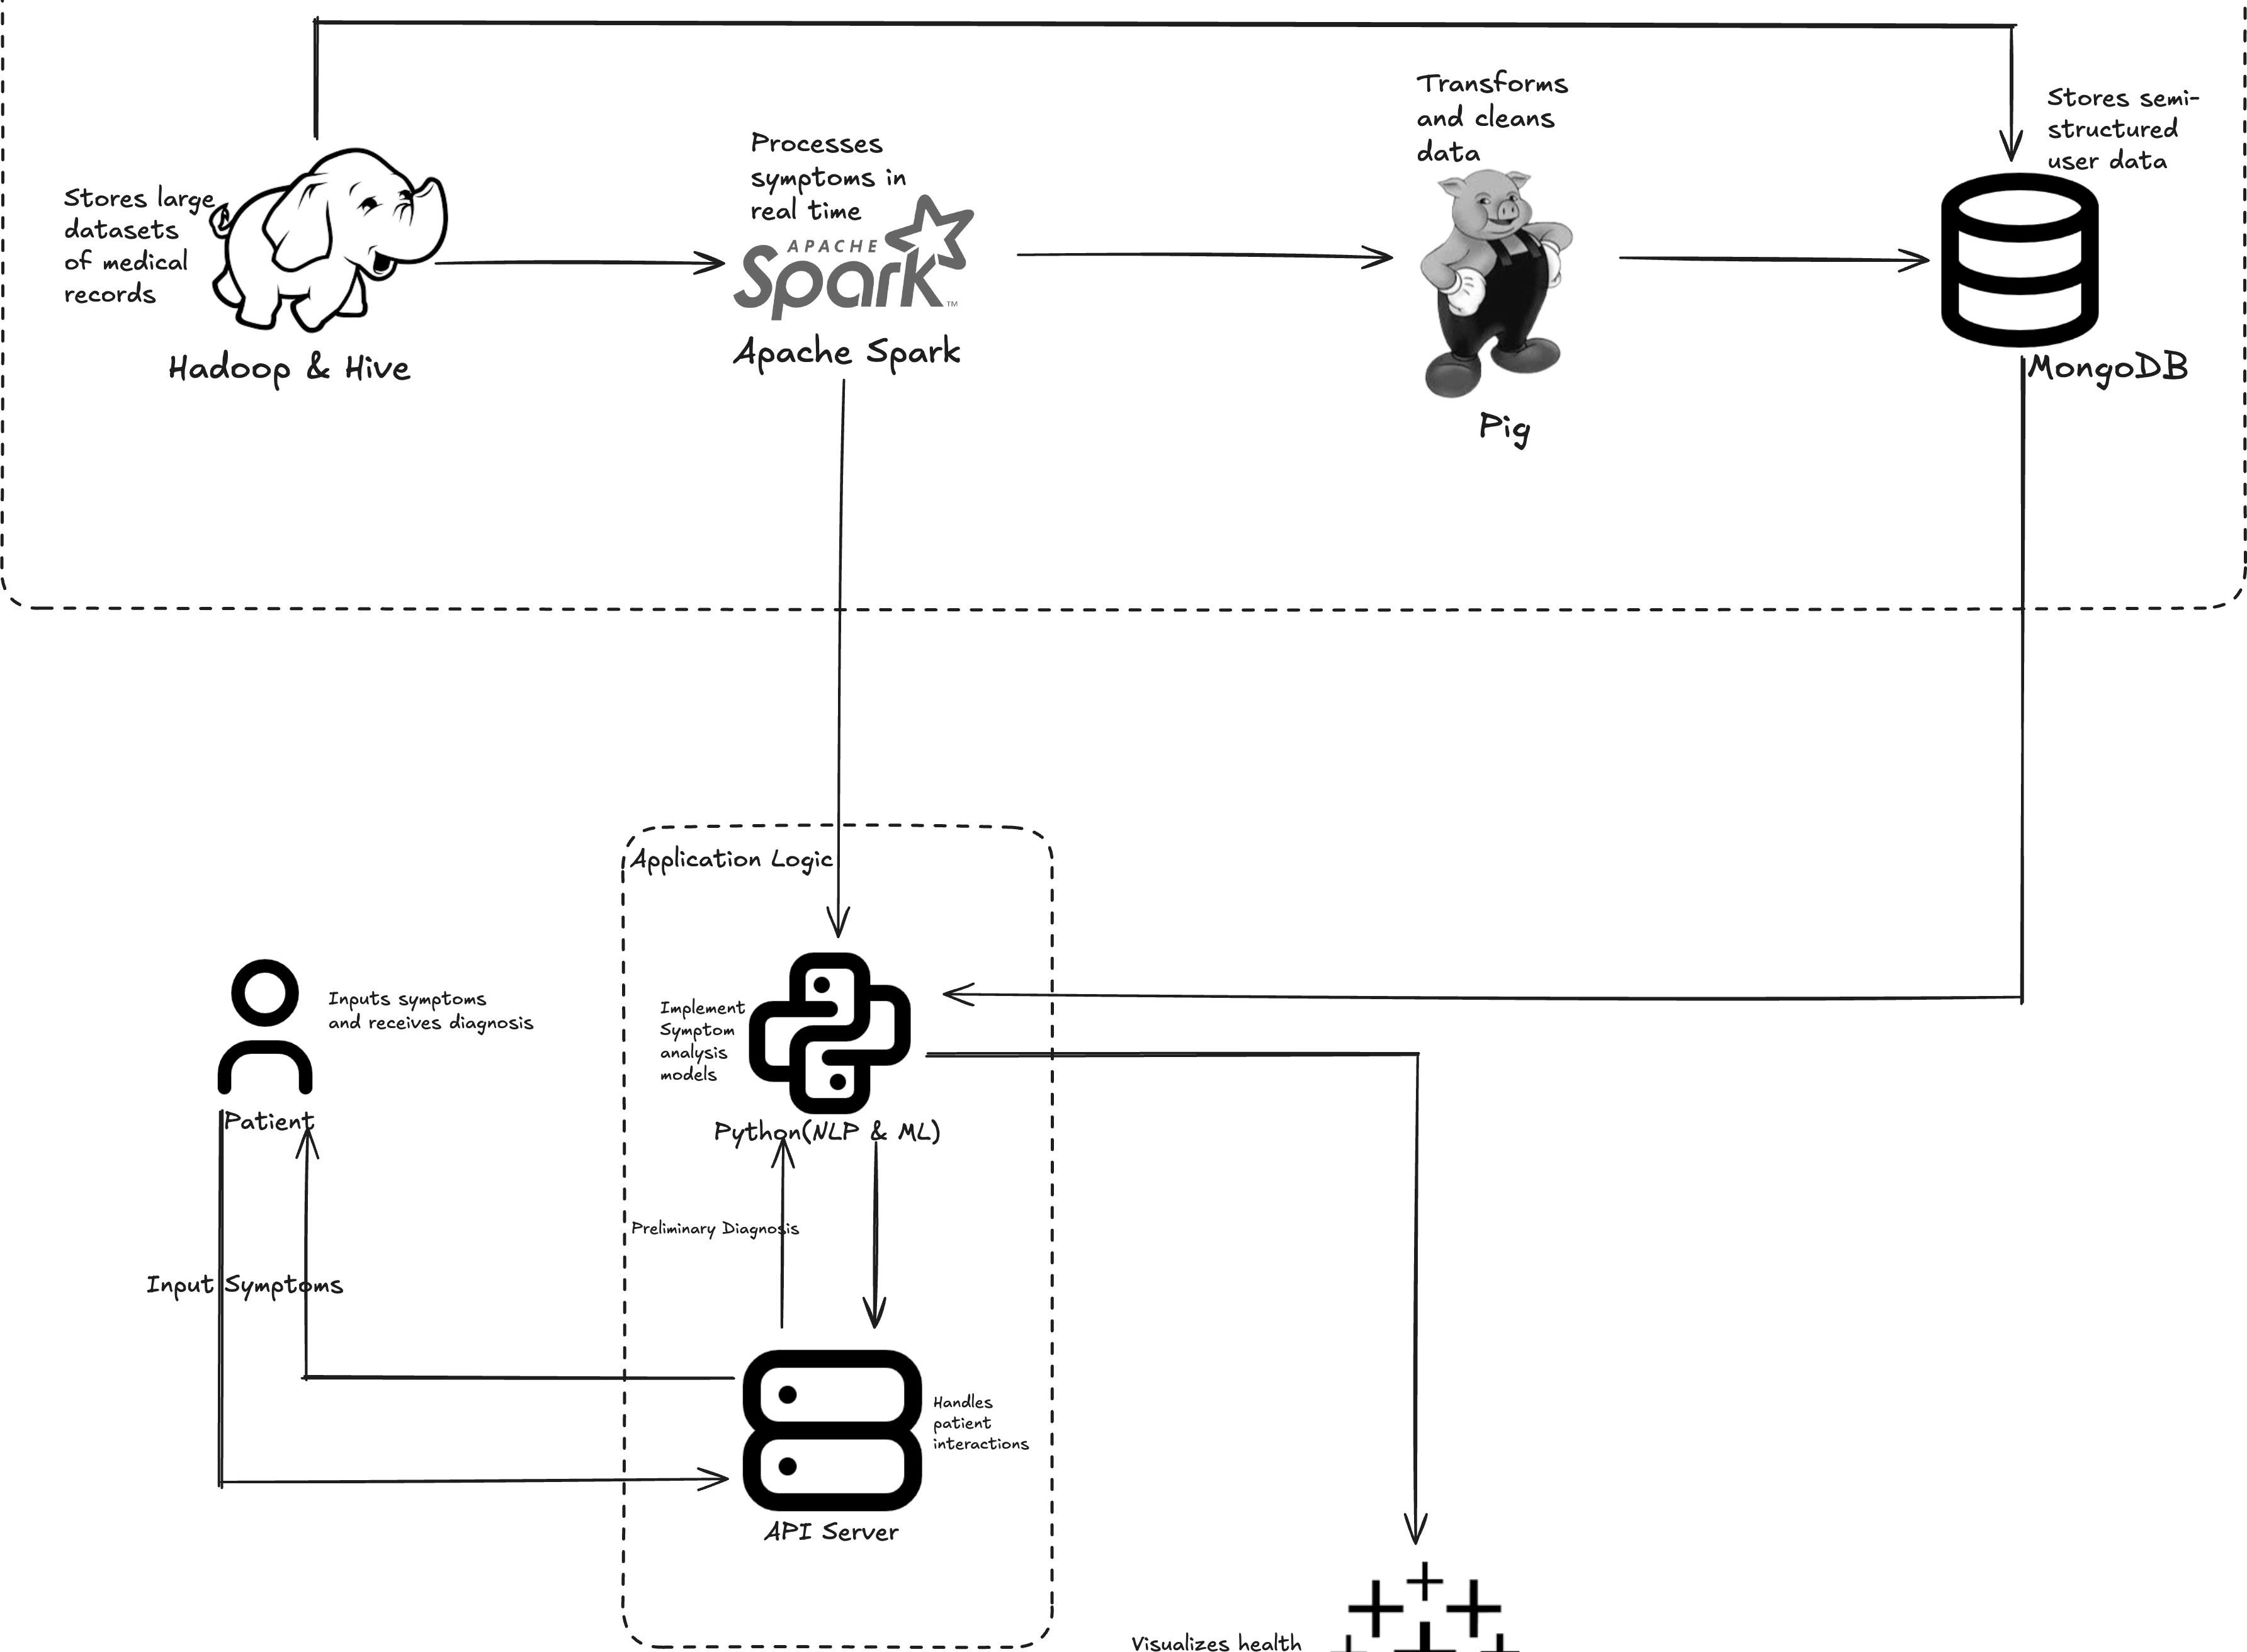 Transforms
and cleans
data
Stores semi-
structured
user data
Processes
symptoms in
real time
Stores large
datasets
of medical
records
APACHE
Spark™
Hadoop & Hive
Apache Spark
Pig
MongoDB
Application Logic
Inputs symptoms
and receives diagnosis
Implement
Symptom
analysis
models
Patient
Python(NLP & ML)
Preliminary Diagnosis
Input Symptoms
Handles
patient
interactions
API Server
Visualizes health